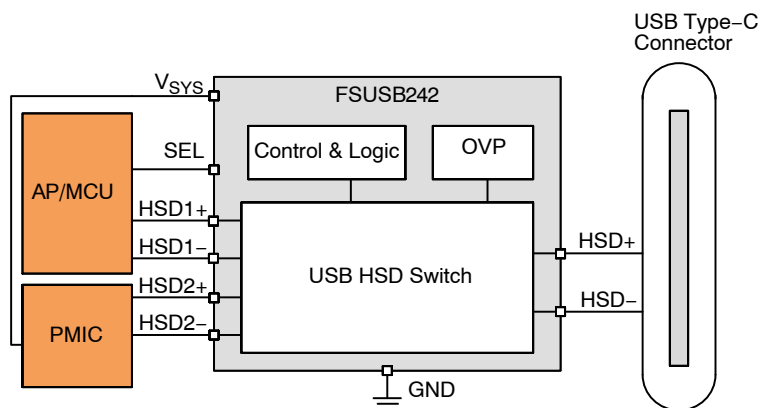 USB Type−C
Connector
VSYS
FSUSB242
SEL
Control & Logic
OVP
AP/MCU
HSD1+
HSD1−
HSD2+
HSD2−
PMIC
USB HSD Switch
HSD+
HSD−
GND